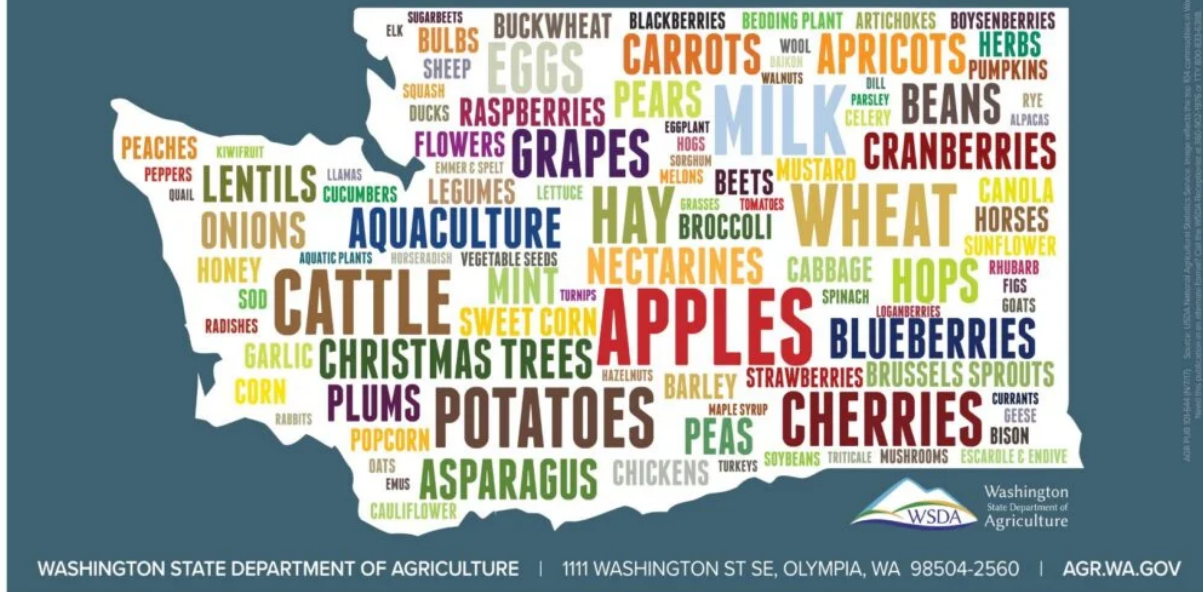 SUGARBEETS
ELK
BUCKWHEAT
BLACKBERRIES
BEDDING PLANT
ARTICHOKES
BOYSENBERRIES
BULBS
EGGS
CARROTS
WOOL
APRICOTS
HERBS
SHEEP
DAIKON
PUMPKINS
WALNUTS
SQUASH
PEARS
MILK
DILL
BEANS
RYE
DUCKS
RASPBERRIES
PARSLEY
CELERY
ALPACAS
FLOWERS
GRAPES
EGGPLANT
HOGS
CRANBERRIES
PEACHES
KIWIFRUIT
EMMER & SPELT
SORGHUM
MELONS
MUSTARD
PEPPERS
LENTILS
LLAMAS
BEETS
QUAIL
CUCUMBERS
LEGUMES
LETTUCE
HAY
GRASSES
TOMATOES
WHEAT
CANOLA
ONIONS
AQUACULTURE
BROCCOLI
HORSES
SUNFLOWER
AQUATIC PLANTS
HORSERADISH
VEGETABLE SEEDS
NECTARINES
CABBAGE
HOPS
RHUBARB
HONEY
CATTLE
MINT
FIGS
SOD
TURNIPS
SPINACH
GOATS
RADISHES
SWEET CORN
APPLES
LOGANBERRIES
BLUEBERRIES
GARLIC
CHRISTMAS TREES
HAZELNUTS
BARLEY
STRAWBERRIES
BRUSSELS SPROUTS
CORN
PLUMS
POTATOES
MAPLE SYRUP
CHERRIES
CURRANTS
RABBITS
GEESE
POPCORN
PEAS
BISON
OATS
ASPARAGUS
CHICKENS
TURKEYS
SOYBEANS
TRITICALE
MUSHROOMS
ESCAROLE & ENDIVE
EMUS
CAULIFLOWER
WSDA
Washington
State Department of
Agriculture
WASHINGTON STATE DEPARTMENT OF AGRICULTURE | 1111 WASHINGTON ST SE, OLYMPIA, WA 98504-2560 | AGR.WA.GOV